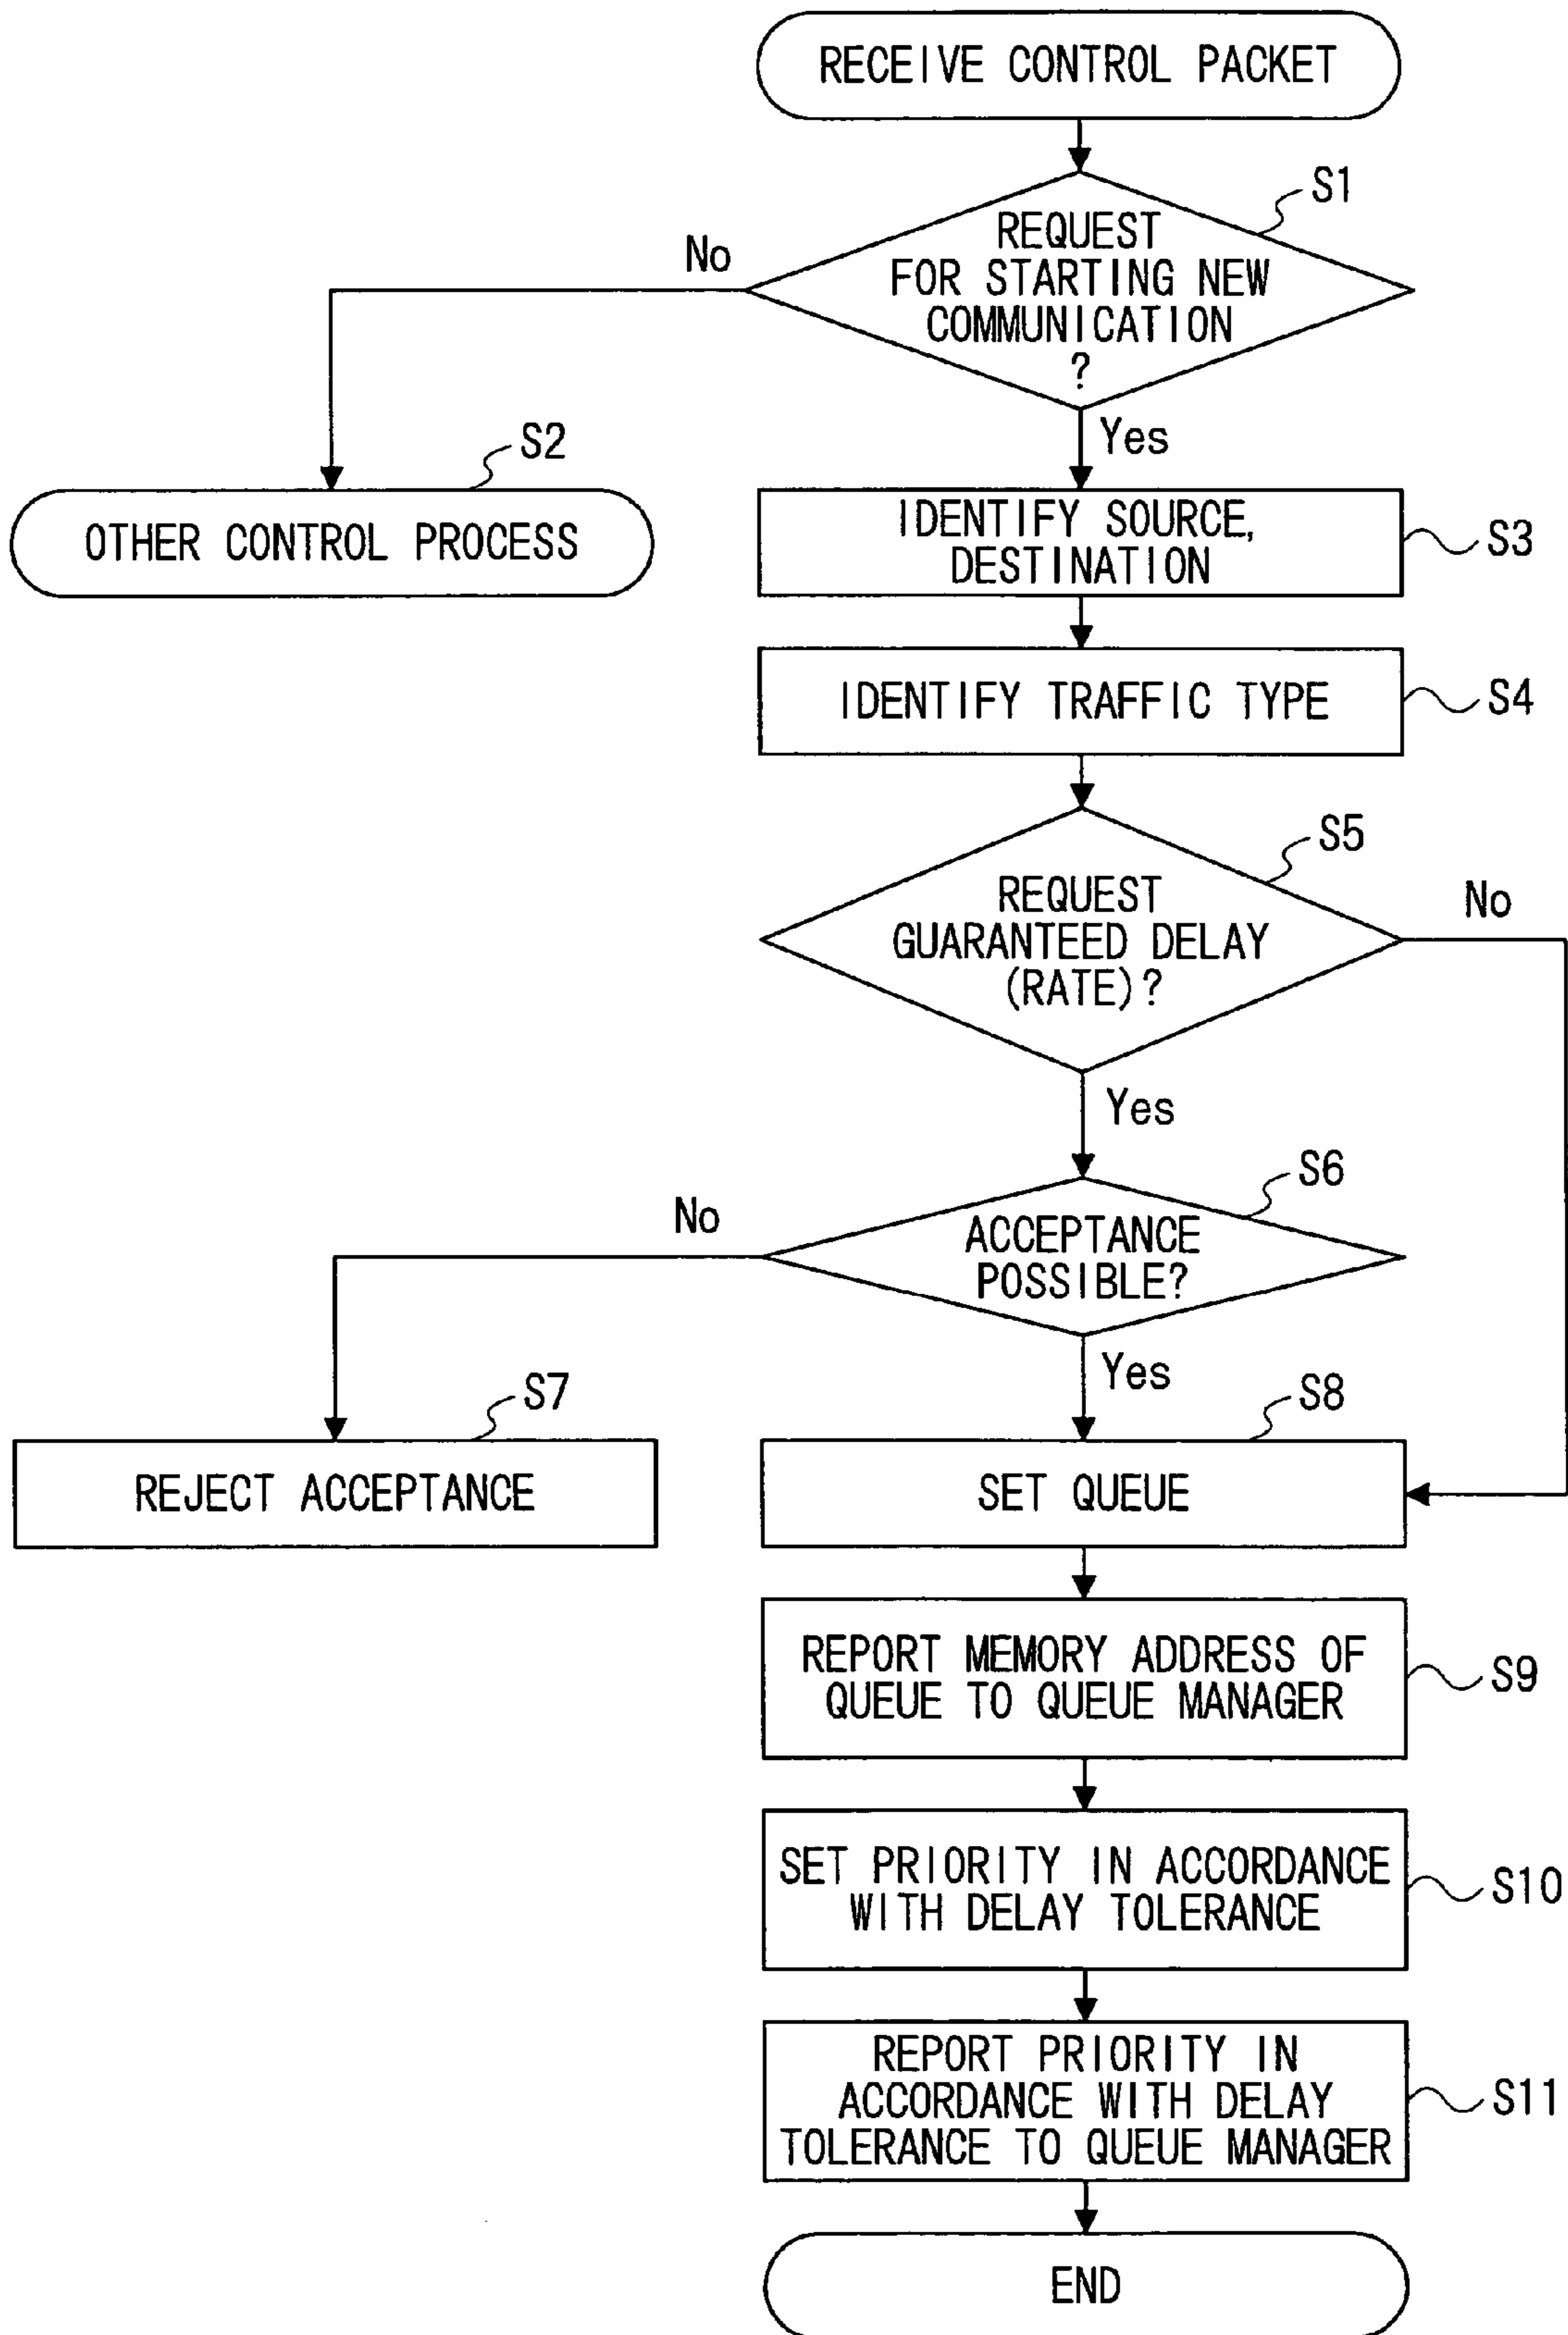 RECEIVE CONTROL PACKET
S1
REQUEST
FOR STARTING NEW
COMMUNICATION
?
No
Yes
S2
OTHER CONTROL PROCESS
IDENTIFY SOURCE,
DESTINATION
S3
IDENTIFY TRAFFIC TYPE
S4
S5
REQUEST
GUARANTEED DELAY
(RATE)?
No
Yes
S6
ACCEPTANCE
POSSIBLE?
No
Yes
S7
REJECT ACCEPTANCE
S8
SET QUEUE
REPORT MEMORY ADDRESS OF
QUEUE TO QUEUE MANAGER
S9
SET PRIORITY IN ACCORDANCE
WITH DELAY TOLERANCE
S10
REPORT PRIORITY IN
ACCORDANCE WITH DELAY
TOLERANCE TO QUEUE MANAGER
S11
END